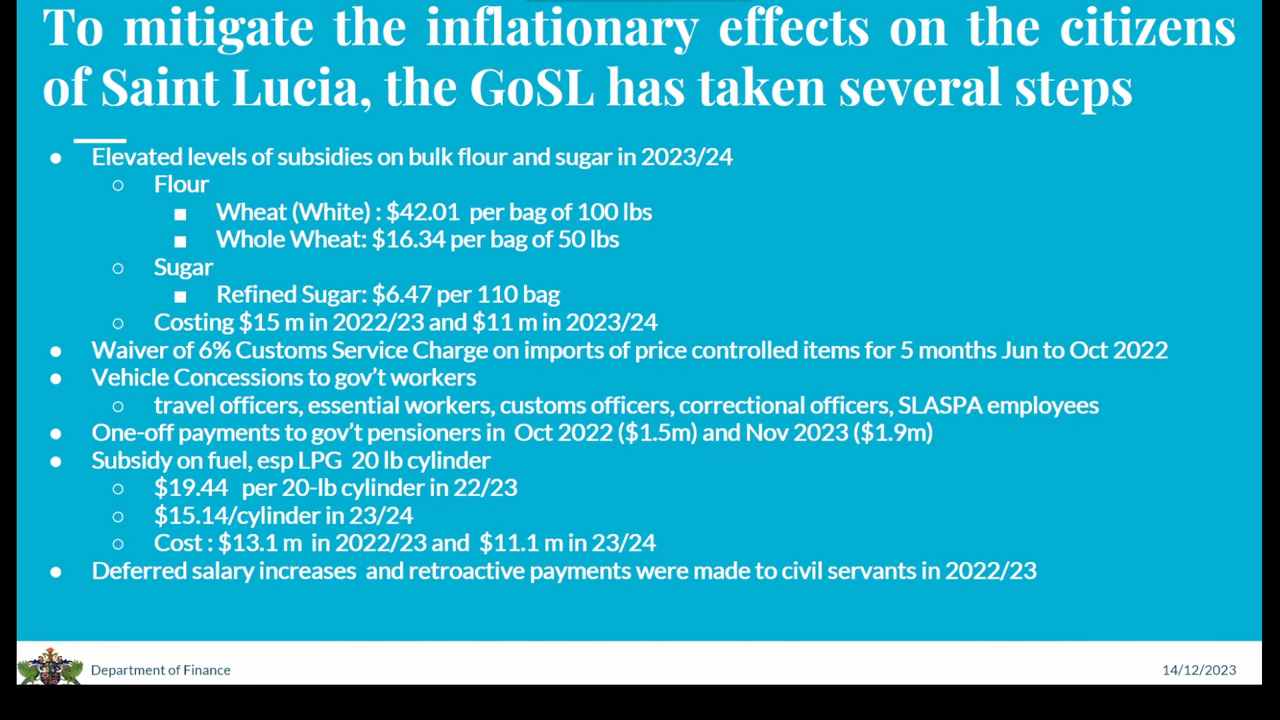 To mitigate the inflationary effects on the citizens
of Saint Lucia, the GoSL has taken several steps
● Elevated levels of subsidies on bulk flour and sugar in 2023/24
○ Flour
■ Wheat (White) : $42.01 per bag of 100 lbs
■ Whole Wheat: $16.34 per bag of 50 lbs
○ Sugar
■ Refined Sugar: $6.47 per 110 bag
○ Costing $15 m in 2022/23 and $11 m in 2023/24
● Waiver of 6% Customs Service Charge on imports of price controlled items for 5 months Jun to Oct 2022
● Vehicle Concessions to gov’t workers
○ travel officers, essential workers, customs officers, correctional officers, SLASPA employees
● One-off payments to gov’t pensioners in Oct 2022 ($1.5m) and Nov 2023 ($1.9m)
● Subsidy on fuel, esp LPG 20 lb cylinder
○ $19.44 per 20-lb cylinder in 22/23
○ $15.14/cylinder in 23/24
○ Cost : $13.1 m in 2022/23 and $11.1 m in 23/24
● Deferred salary increases and retroactive payments were made to civil servants in 2022/23
Department of Finance
14/12/2023